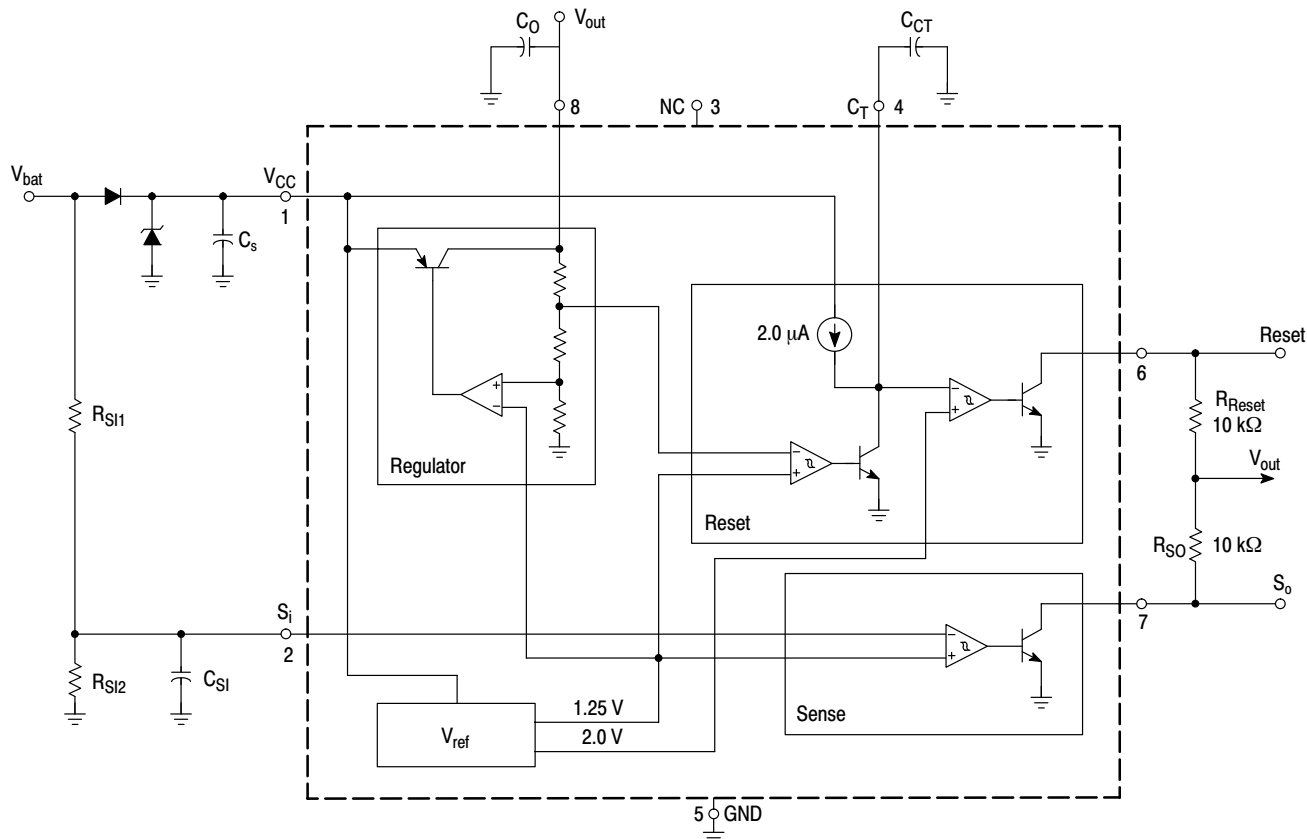 C_O
V_out
C_CT
8
NC 3
C_T 4
V_bat
V_CC
1
C_s
2.0 μA
Reset
6
R_SI1
R_Reset
10 kΩ
+
−
−
+
−
+
Regulator
V_out
Reset
R_SO 10 kΩ
S_i
S_o
7
2
−
+
R_SI2
C_SI
1.25 V
Sense
V_ref
2.0 V
5 GND